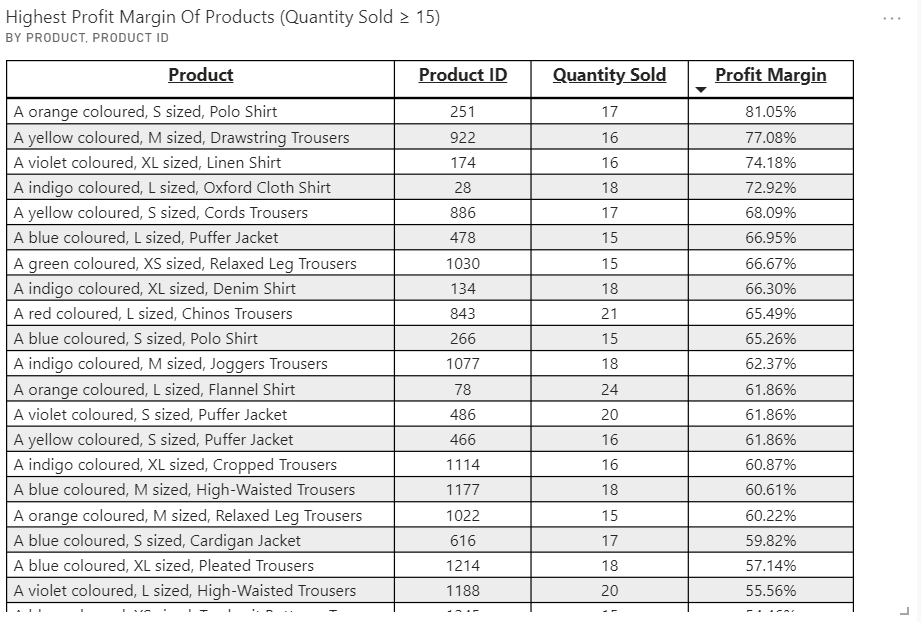 Highest Profit Margin Of Products (Quantity Sold ≥ 15)
BY PRODUCT, PRODUCT ID
Product Product ID Quantity Sold Profit Margin
A orange coloured, S sized, Polo Shirt 251 17 81.05%
A yellow coloured, M sized, Drawstring Trousers 922 16 77.08%
A violet coloured, XL sized, Linen Shirt 174 16 74.18%
A indigo coloured, L sized, Oxford Cloth Shirt 28 18 72.92%
A yellow coloured, S sized, Cords Trousers 886 17 68.09%
A blue coloured, L sized, Puffer Jacket 478 15 66.95%
A green coloured, XS sized, Relaxed Leg Trousers 1030 15 66.67%
A indigo coloured, XL sized, Denim Shirt 134 18 66.30%
A red coloured, L sized, Chinos Trousers 843 21 65.49%
A blue coloured, S sized, Polo Shirt 266 15 65.26%
A indigo coloured, M sized, Joggers Trousers 1077 18 62.37%
A orange coloured, L sized, Flannel Shirt 78 24 61.86%
A violet coloured, S sized, Puffer Jacket 486 20 61.86%
A yellow coloured, S sized, Puffer Jacket 466 16 61.86%
A indigo coloured, XL sized, Cropped Trousers 1114 16 60.87%
A blue coloured, M sized, High-Waisted Trousers 1177 18 60.61%
A orange coloured, M sized, Relaxed Leg Trousers 1022 15 60.22%
A blue coloured, S sized, Cardigan Jacket 616 17 59.82%
A blue coloured, XL sized, Pleated Trousers 1214 18 57.14%
A violet coloured, L sized, High-Waisted Trousers 1188 20 55.56%